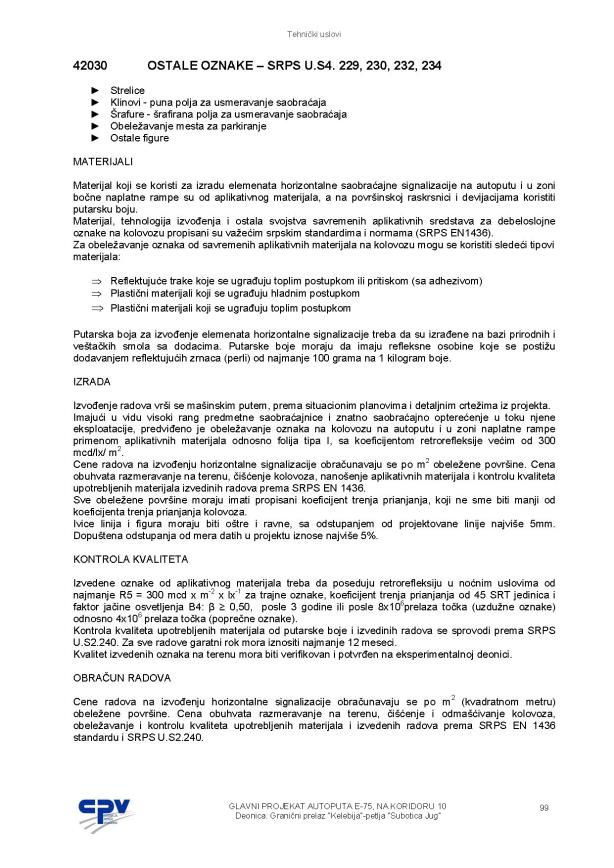 Tehnički uslovi
42030 OSTALE OZNAKE – SRPS U.S4. 229, 230, 232, 234
► Strelice
► Klinovi - puna polja za usmeravanje saobraćaja
► Šrafure - šrafirana polja za usmeravanje saobraćaja
► Obeležavanje mesta za parkiranje
► Ostale figure
MATERIJALI
Materijal koji se koristi za izradu elemenata horizontalne saobraćajne signalizacije na autoputu i u zoni
bočne naplatne rampe su od aplikativnog materijala, a na površinskoj raskrsnici i devijacijama koristiti
putarsku boju.
Materijal, tehnologija izvođenja i ostala svojstva savremenih aplikativnih sredstava za debeloslojne
oznake na kolovozu propisani su važećim srpskim standardima i normama (SRPS EN1436).
Za obeležavanje oznaka od savremenih aplikativnih materijala na kolovozu mogu se koristiti sledeći tipovi
materijala:
⇒ Reflektujuće trake koje se ugrađuju toplim postupkom ili pritiskom (sa adhezivom)
⇒ Plastični materijali koji se ugrađuju hladnim postupkom
⇒ Plastični materijali koji se ugrađuju toplim postupkom
Putarska boja za izvođenje elemenata horizontalne signalizacije treba da su izrađene na bazi prirodnih i
veštačkih smola sa dodacima. Putarske boje moraju da imaju refleksne osobine koje se postižu
dodavanjem reflektujućih zrnaca (perli) od najmanje 100 grama na 1 kilogram boje.
IZRADA
Izvođenje radova vrši se mašinskim putem, prema situacionim planovima i detaljnim crtežima iz projekta.
Imajući u vidu visoki rang predmetne saobraćajnice i znatno saobraćajno opterećenje u toku njene
eksploatacije, predviđeno je obeležavanje oznaka na kolovozu na autoputu i u zoni naplatne rampe
primenom aplikativnih materijala odnosno folija tipa I, sa koeficijentom retrorefleksije većim od 300
mcd/lx/ m².
Cene radova na izvođenju horizontalne signalizacije obračunavaju se po m² obeležene površine. Cena
obuhvata razmeravanje na terenu, čišćenje kolovoza, nanošenje aplikativnih materijala i kontrolu kvaliteta
upotrebljenih materijala izvedinih radova prema SRPS EN 1436.
Sve obeležene površine moraju imati propisani koeficijent trenja prianjanja, koji ne sme biti manji od
koeficijenta trenja prianjanja kolovoza.
Ivice linija i figura moraju biti oštre i ravne, sa odstupanjem od projektovane linije najviše 5mm.
Dopuštena odstupanja od mera datih u projektu iznose najviše 5%.
KONTROLA KVALITETA
Izvedene oznake od aplikativnog materijala treba da poseduju retrorefleksiju u noćnim uslovima od
najmanje R5 = 300 mcd x m⁻² x lx⁻¹ za trajne oznake, koeficijent trenja prianjanja od 45 SRT jedinica i
faktor jačine osvetljenja B4: β ≥ 0,50, posle 3 godine ili posle 8x10⁶prelaza točka (uzdužne oznake)
odnosno 4x10⁶ prelaza točka (poprečne oznake).
Kontrola kvaliteta upotrebljenih materijala od putarske boje i izvedinih radova se sprovodi prema SRPS
U.S2.240. Za sve radove garatni rok mora iznositi najmanje 12 meseci.
Kvalitet izvedenih oznaka na terenu mora biti verifikovan i potvrđen na eksperimentalnoj deonici.
OBRAČUN RADOVA
Cene radova na izvođenju horizontalne signalizacije obračunavaju se po m² (kvadratnom metru)
obeležene površine. Cena obuhvata razmeravanje na terenu, čišćenje i odmašćivanje kolovoza,
obeležavanje i kontrolu kvaliteta upotrebljenih materijala i izvedenih radova prema SRPS EN 1436
standardu i SRPS U.S2.240.
CPV
GLAVNI PROJEKAT AUTOPUTA E-75, NA KORIDORU 10
Deonica: Granični prelaz "Kelebija"-petlja "Subotica Jug"
99